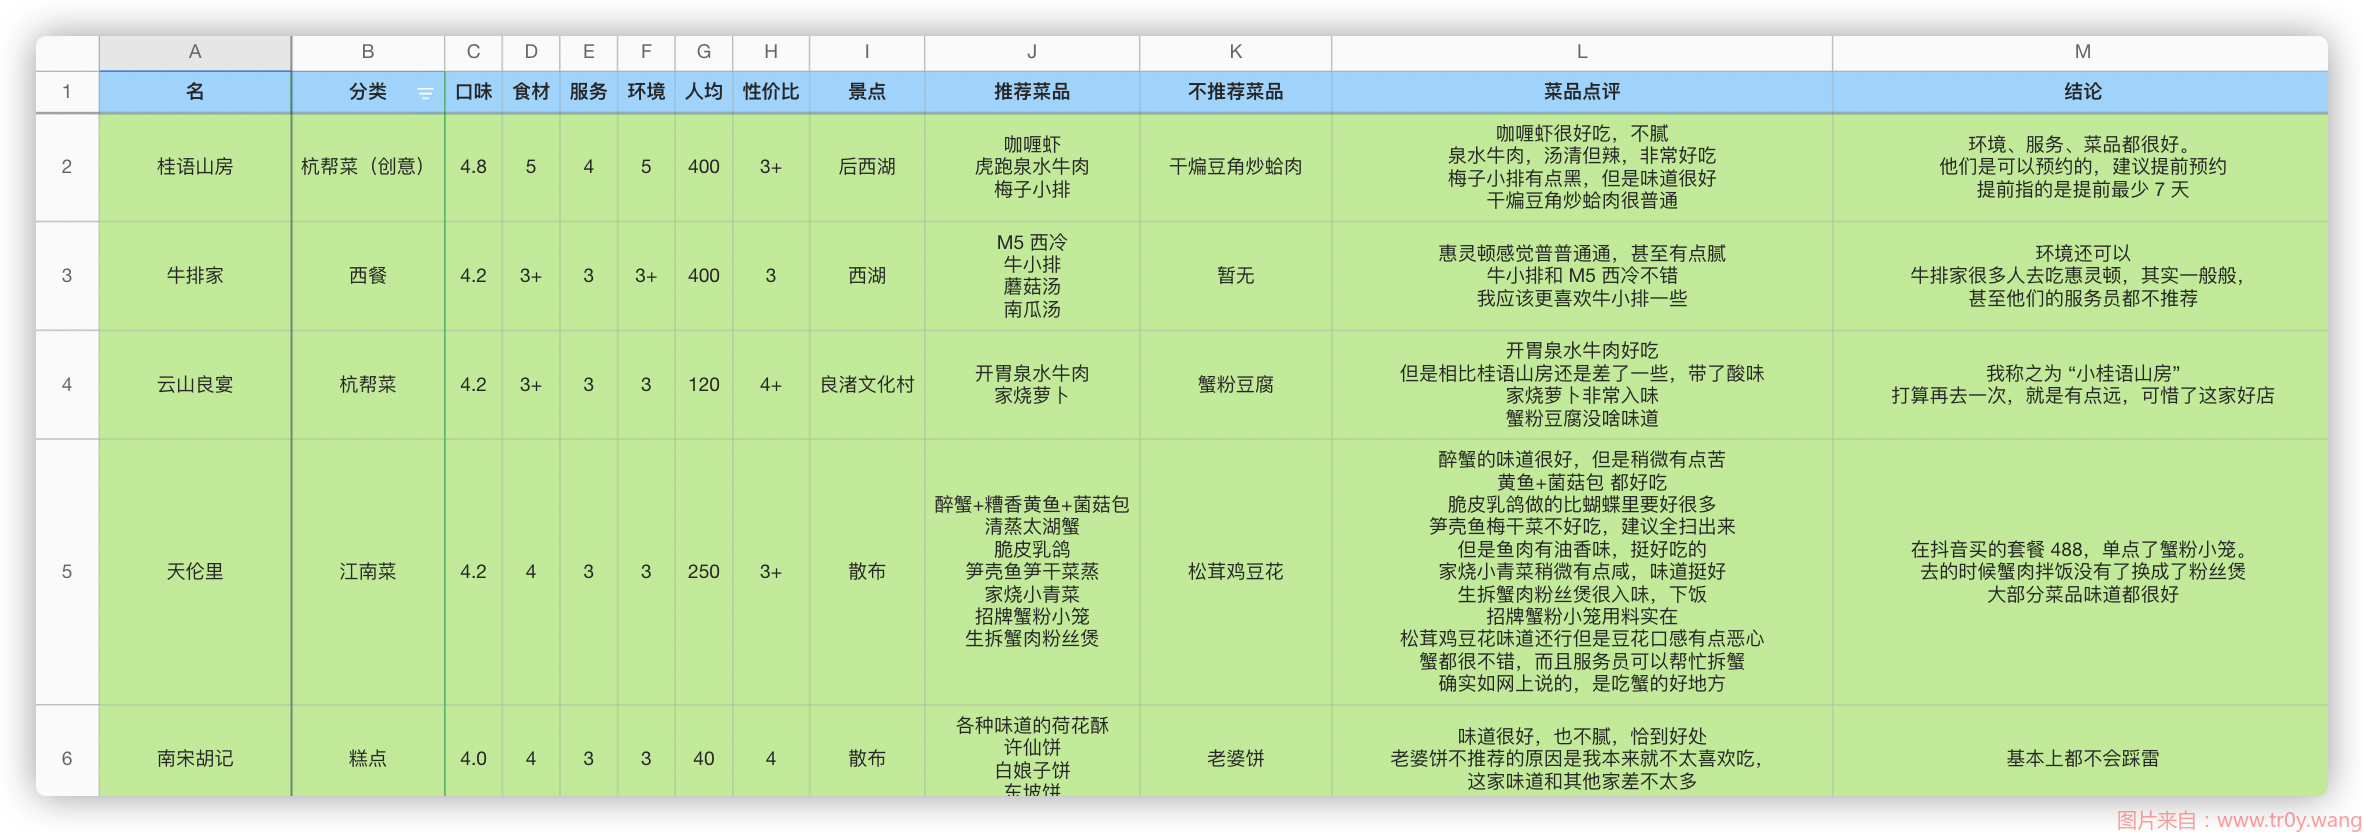 A B C D E F G H I J K L M
1 名 分类 口味 食材 服务 环境 人均 性价比 景点 推荐菜品 不推荐菜品 菜品点评 结论
2 桂语山房 杭帮菜（创意） 4.8 5 4 5 400 3+ 后西湖
咖喱虾
虎跑泉水牛肉
梅子小排
干煸豆角炒蛤肉
咖喱虾很好吃，不腻
泉水牛肉，汤清但辣，非常好吃
梅子小排有点黑，但是味道很好
干煸豆角炒蛤肉很普通
环境、服务、菜品都很好。
他们是可以预约的，建议提前预约
提前指的是提前最少 7 天
3 牛排家 西餐 4.2 3+ 3 3+ 400 3 西湖
M5 西冷
牛小排
蘑菇汤
南瓜汤
暂无
惠灵顿感觉普普通通，甚至有点腻
牛小排和 M5 西冷不错
我应该更喜欢牛小排一些
环境还可以
牛排家很多人去吃惠灵顿，其实一般般，
甚至他们的服务员都不推荐
4 云山良宴 杭帮菜 4.2 3+ 3 3 120 4+ 良渚文化村
开胃泉水牛肉
家烧萝卜
蟹粉豆腐
开胃泉水牛肉好吃
但是相比桂语山房还是差了一些，带了酸味
家烧萝卜非常入味
蟹粉豆腐没啥味道
我称之为 “小桂语山房”
打算再去一次，就是有点远，可惜了这家好店
5 天伦里 江南菜 4.2 4 3 3 250 3+ 散布
醉蟹+糟香黄鱼+菌菇包
清蒸太湖蟹
脆皮乳鸽
笋壳鱼笋干菜蒸
家烧小青菜
招牌蟹粉小笼
生拆蟹肉粉丝煲
松茸鸡豆花
醉蟹的味道很好，但是稍微有点苦
黄鱼+菌菇包 都好吃
脆皮乳鸽做的比蝴蝶里要好很多
笋壳鱼梅干菜不好吃，建议全扫出来
但是鱼肉有油香味，挺好吃的
家烧小青菜稍微有点咸，味道挺好
生拆蟹肉粉丝煲很入味，下饭
招牌蟹粉小笼用料实在
松茸鸡豆花味道还行但是豆花口感有点恶心
蟹都很不错，而且服务员可以帮忙拆蟹
确实如网上说的，是吃蟹的好地方
在抖音买的套餐 488，单点了蟹粉小笼。
去的时候蟹肉拌饭没有了换成了粉丝煲
大部分菜品味道都很好
6 南宋胡记 糕点 4.0 4 3 3 40 4 散布
各种味道的荷花酥
许仙饼
白娘子饼
东坡饼
老婆饼
味道很好，也不腻，恰到好处
老婆饼不推荐的原因是我本来就不太喜欢吃，
这家味道和其他家差不太多
基本上都不会踩雷
图片来自：www.tr0y.wang